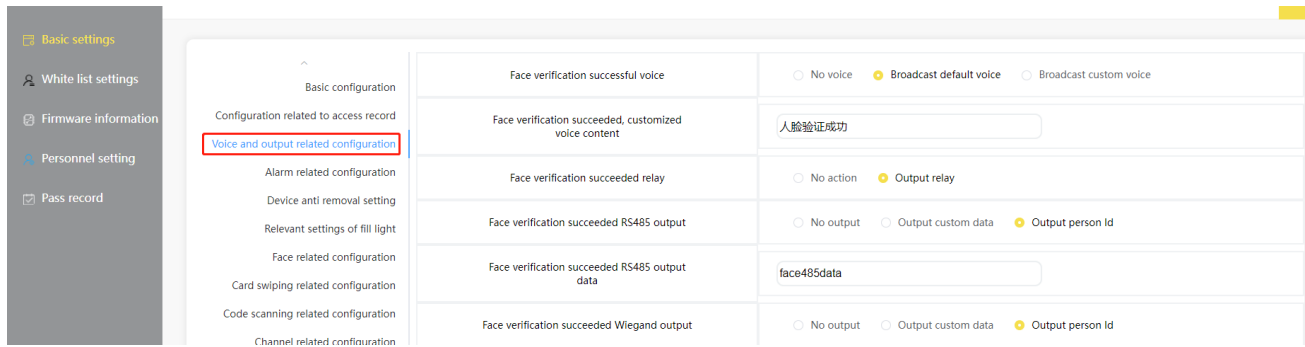 Basic settings
White list settings
Firmware information
Personnel setting
Pass record
Basic configuration
Configuration related to access record
Voice and output related configuration
Alarm related configuration
Device anti removal setting
Relevant settings of fill light
Face related configuration
Card swiping related configuration
Code scanning related configuration
Channel related configuration
Face verification successful voice
No voice Broadcast default voice Broadcast custom voice
Face verification succeeded, customized
voice content
人脸验证成功
Face verification succeeded relay
No action Output relay
Face verification succeeded RS485 output
No output Output custom data Output person Id
Face verification succeeded RS485 output
data
face485data
Face verification succeeded Wiegand output
No output Output custom data Output person Id